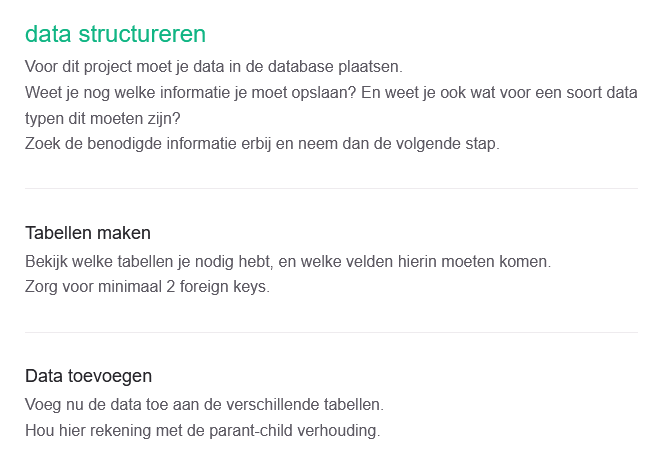 data structureren
Voor dit project moet je data in de database plaatsen.
Weet je nog welke informatie je moet opslaan? En weet je ook wat voor een soort data
typen dit moeten zijn?
Zoek de benodigde informatie erbij en neem dan de volgende stap.
Tabellen maken
Bekijk welke tabellen je nodig hebt, en welke velden hierin moeten komen.
Zorg voor minimaal 2 foreign keys.
Data toevoegen
Voeg nu de data toe aan de verschillende tabellen.
Hou hier rekening met de parant-child verhouding.